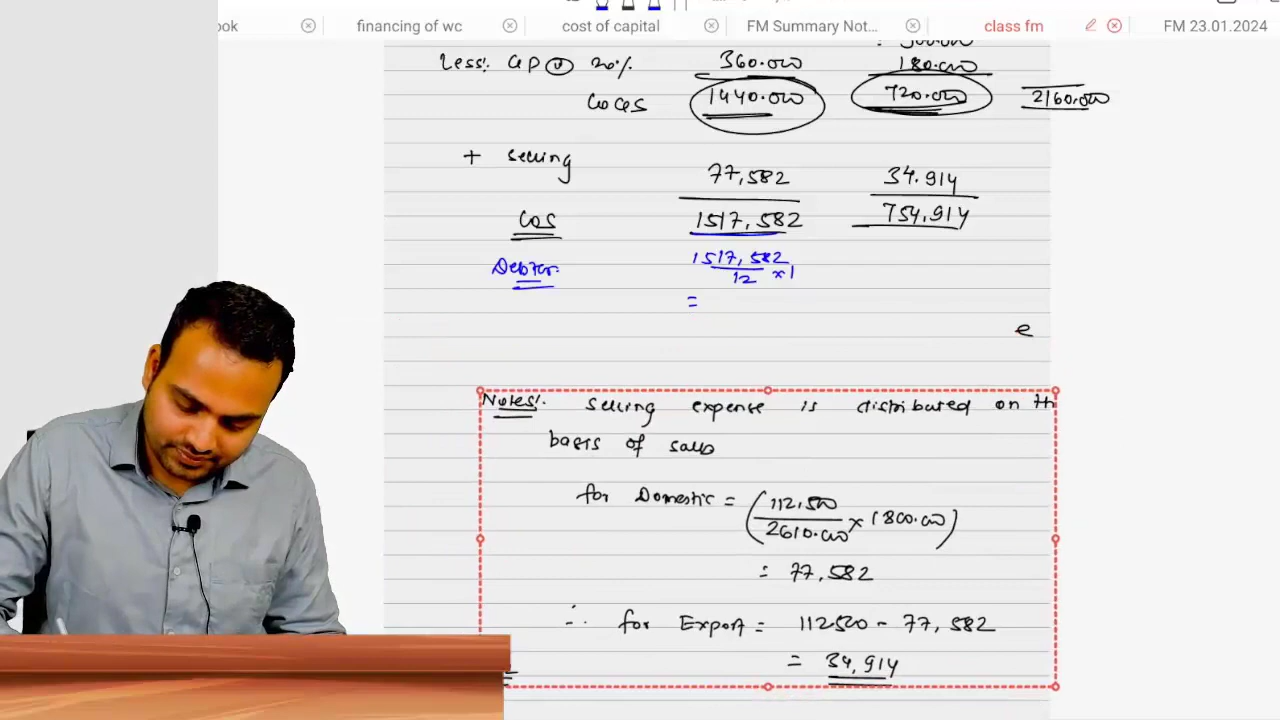 ook financing of wc cost of capital FM Summary Not... class fm FM 23.01.2024
Less: GP @ 20% 360.000 180.000
COGS 1440.000 720.000 2160.000
+ selling 77,582 34.914
COS 1517,582 754,914
Debtor 1517,582/12 ×1
=
e
Notes: selling expense is distributed on th
basis of sales
for Domestic = (112,500/2610.000 × 1800.000)
= 77,582
∴ for Export = 112500 - 77,582
= 34,914